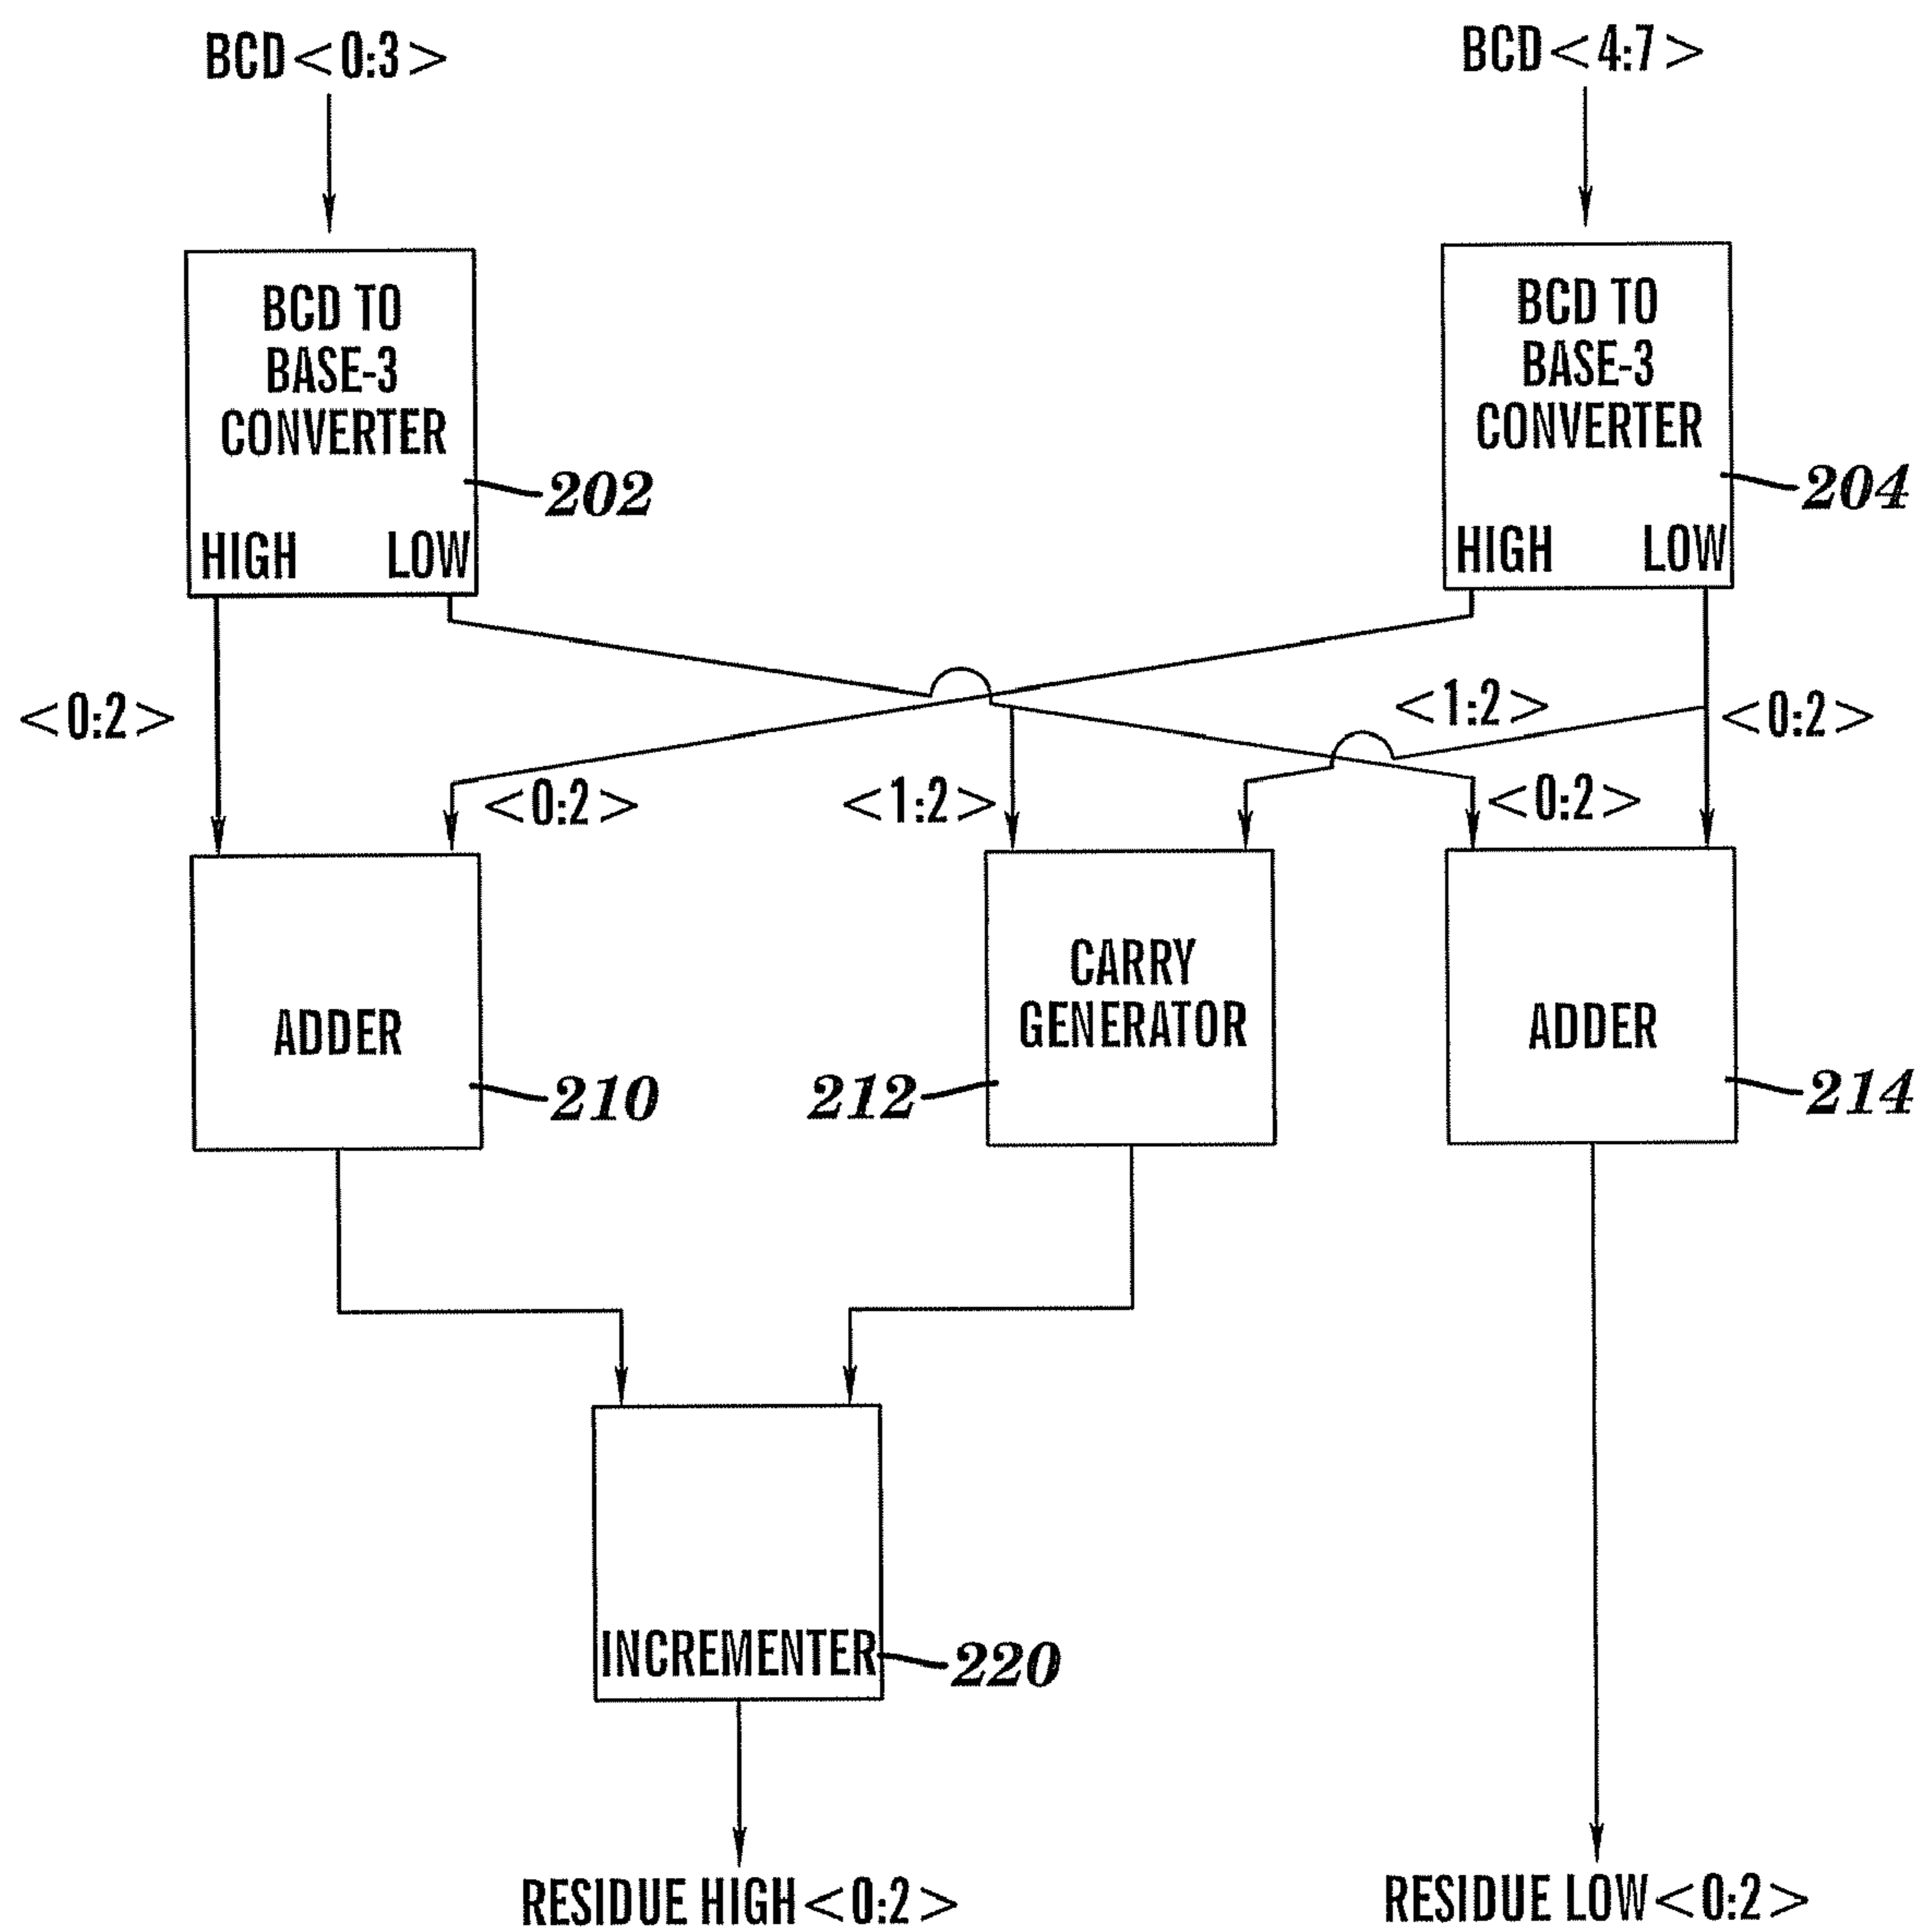 BCD<0:3>
BCD<4:7>
BCD TO
BASE-3
CONVERTER
202
HIGH LOW
BCD TO
BASE-3
CONVERTER
204
HIGH LOW
<0:2>
<0:2>
<1:2>
<1:2>
<0:2>
<0:2>
ADDER
210
CARRY
GENERATOR
212
ADDER
214
INCREMENTER
220
RESIDUE HIGH<0:2>
RESIDUE LOW<0:2>